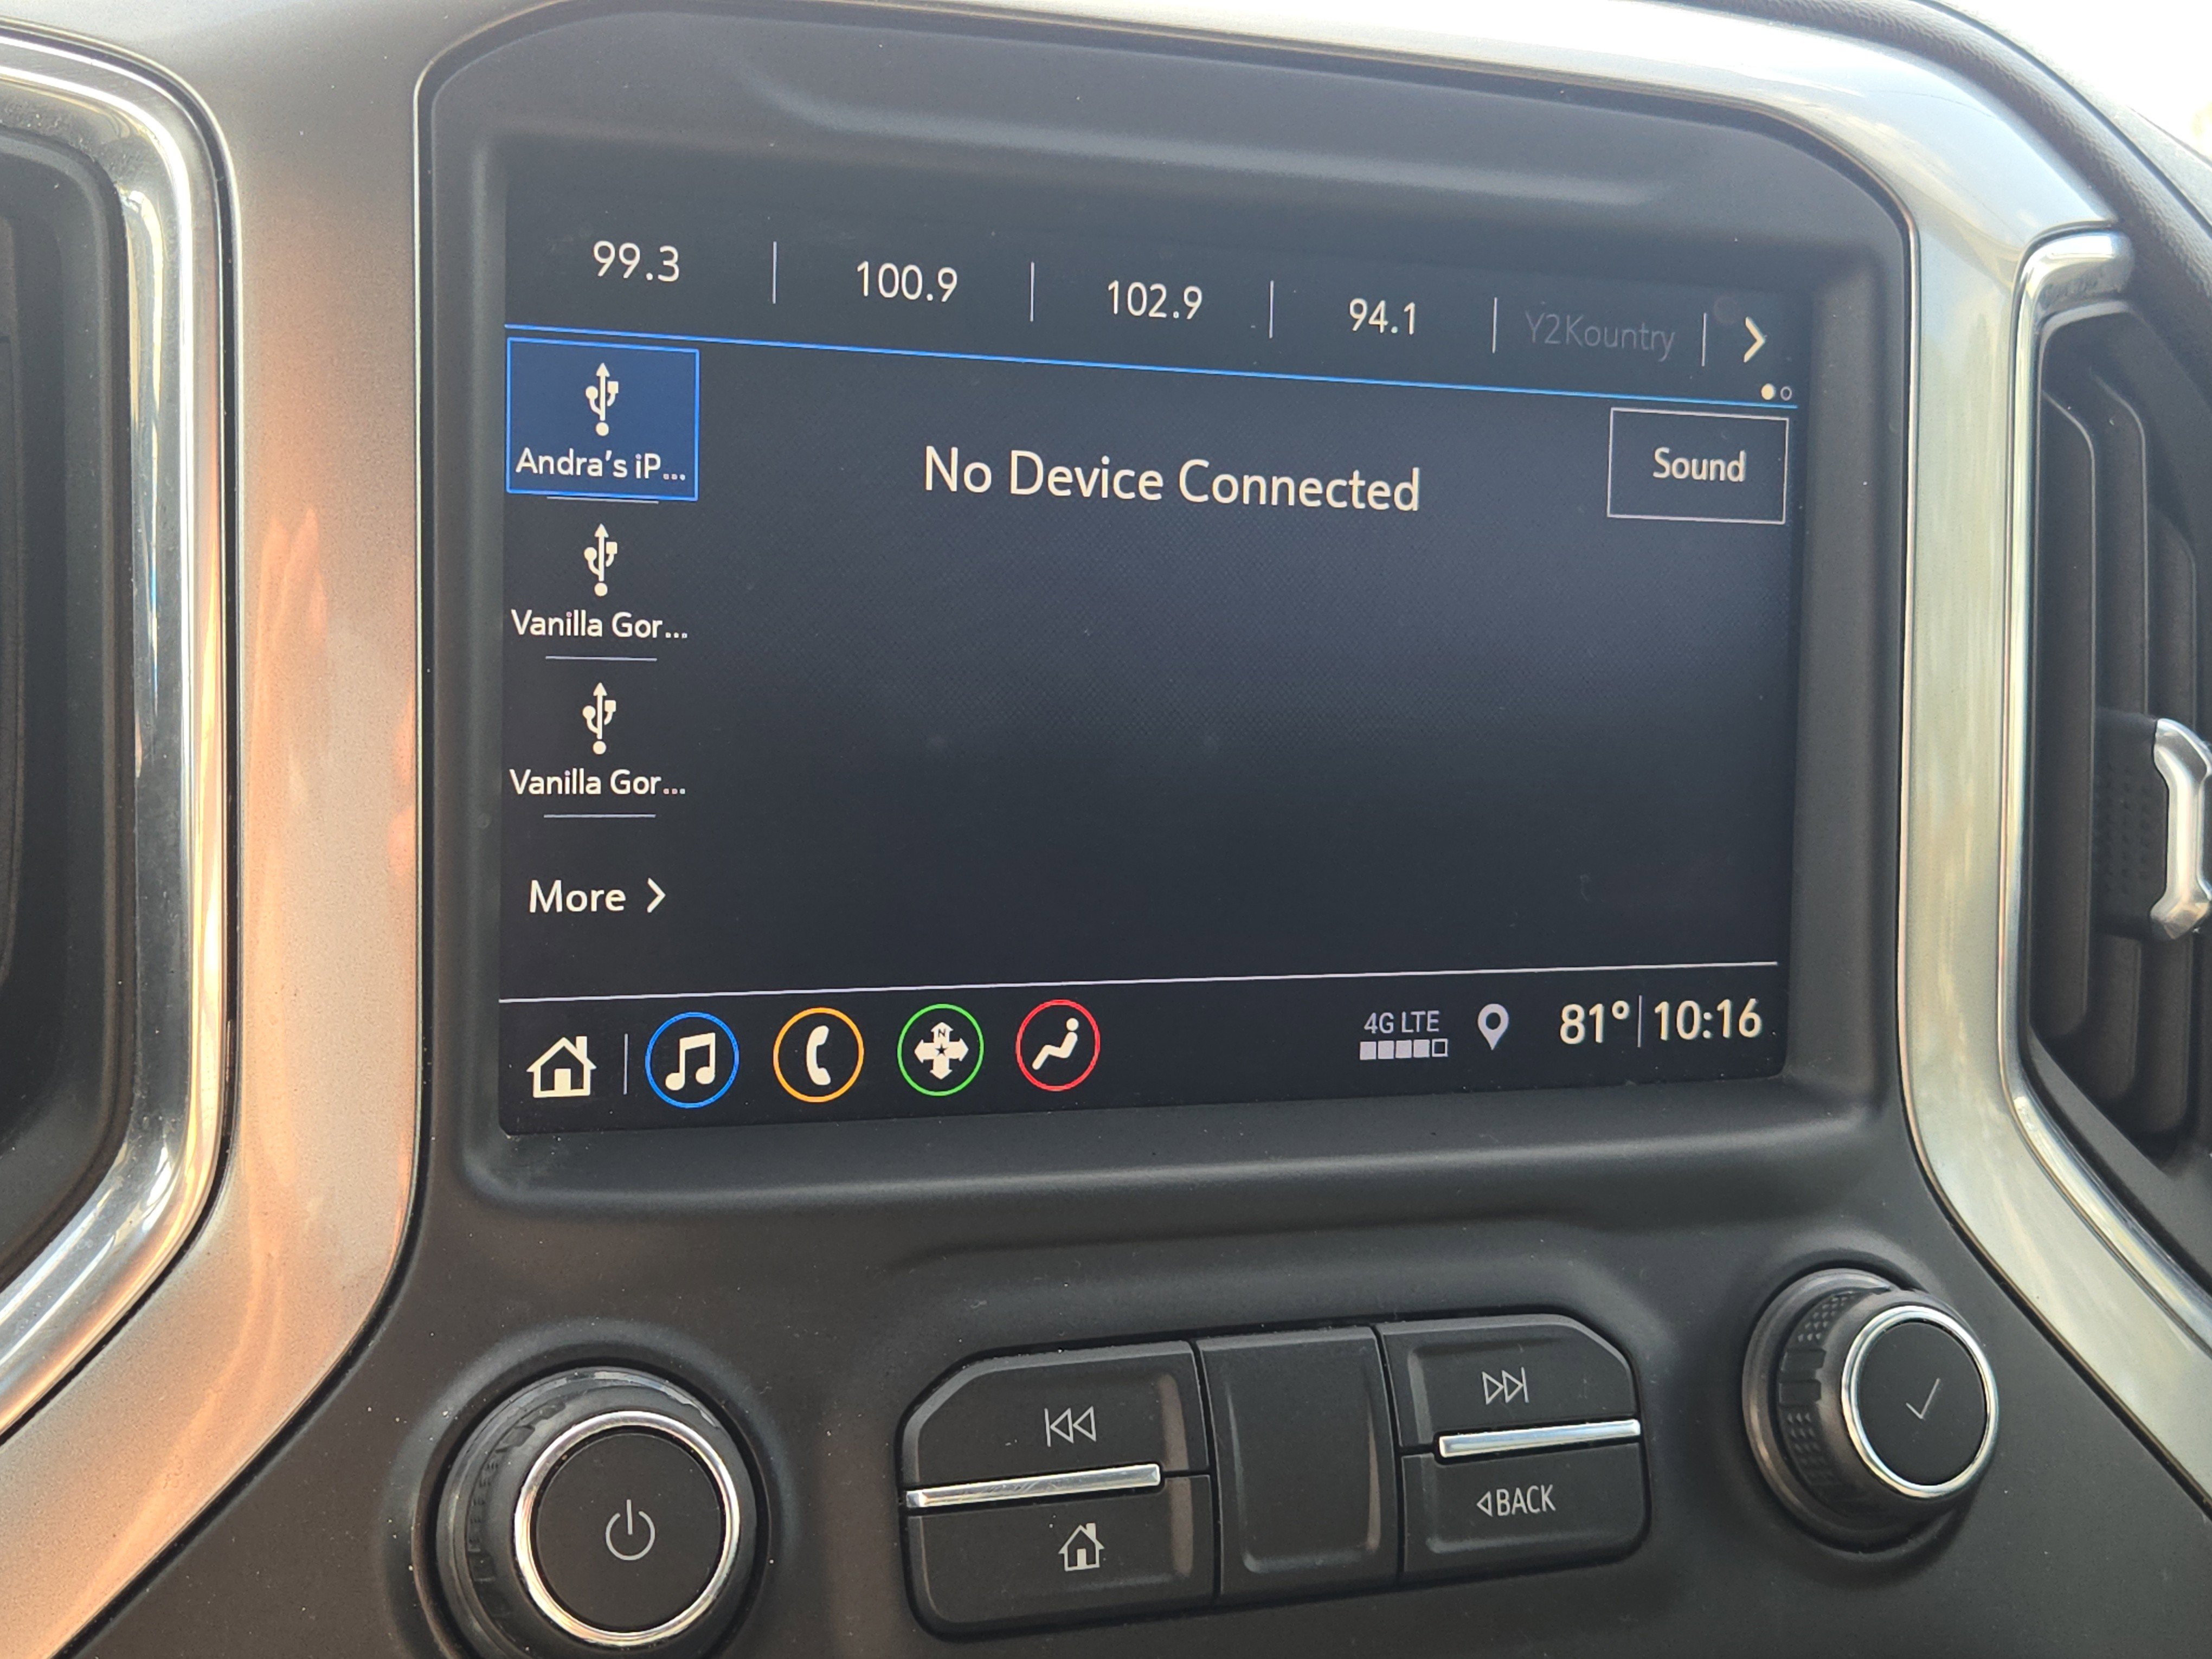 99.3
100.9
102.9
94.1
Y2Kountry
Andra's iP...
No Device Connected
Sound
Vanilla Gor...
Vanilla Gor...
More
N
4G LTE
81°
10:16
BACK